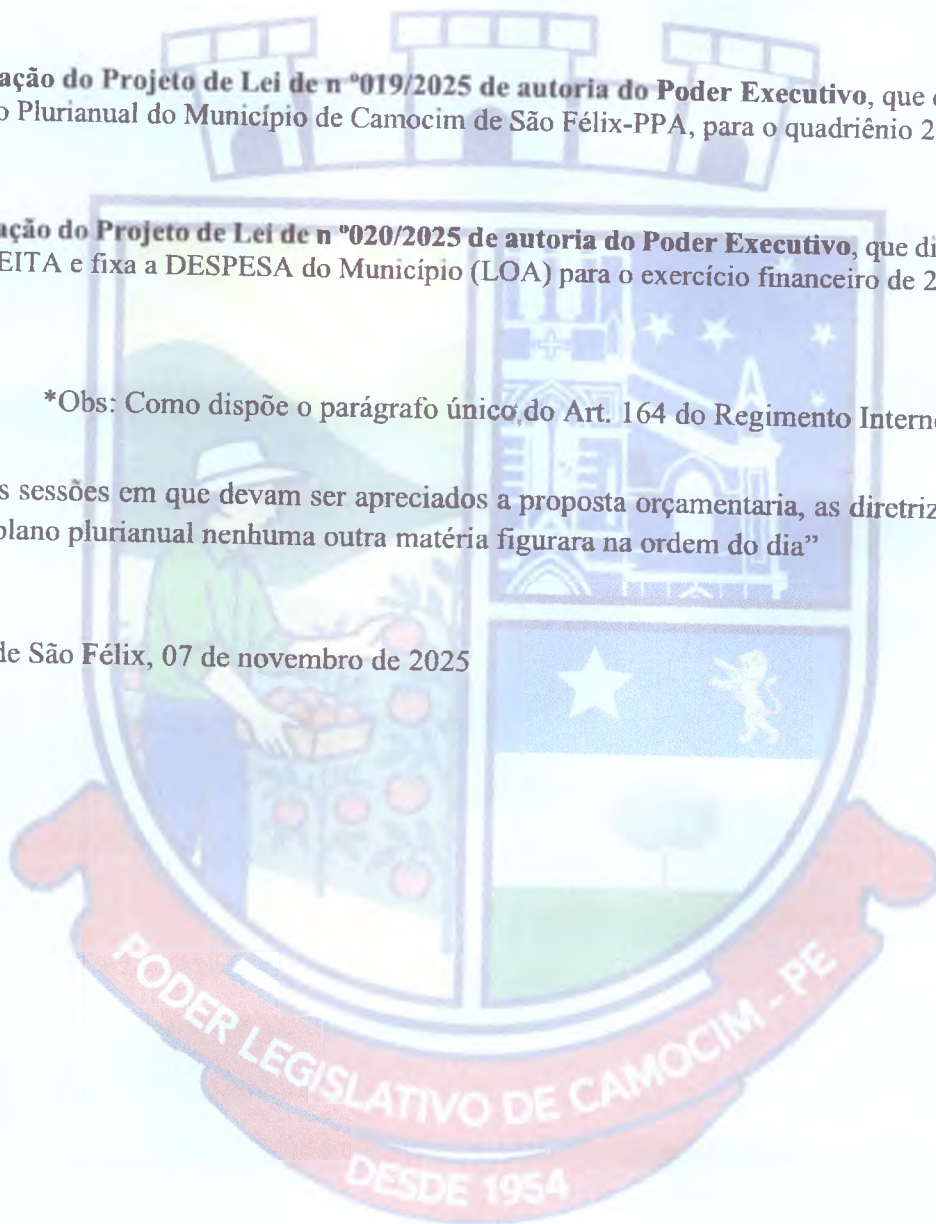 ação do Projeto de Lei de n °019/2025 de autoria do Poder Executivo, que
o Plurianual do Município de Camocim de São Félix-PPA, para o quadriênio 2
ação do Projeto de Lei de n °020/2025 de autoria do Poder Executivo, que di
EITA e fixa a DESPESA do Município (LOA) para o exercício financeiro de 2
*Obs: Como dispõe o parágrafo único do Art. 164 do Regimento Intern
s sessões em que devam ser apreciados a proposta orçamentaria, as diretriz
plano plurianual nenhuma outra matéria figurara na ordem do dia”
de São Félix, 07 de novembro de 2025
PODER LEGISLATIVO DE CAMOCIM - PE
DESDE 1954